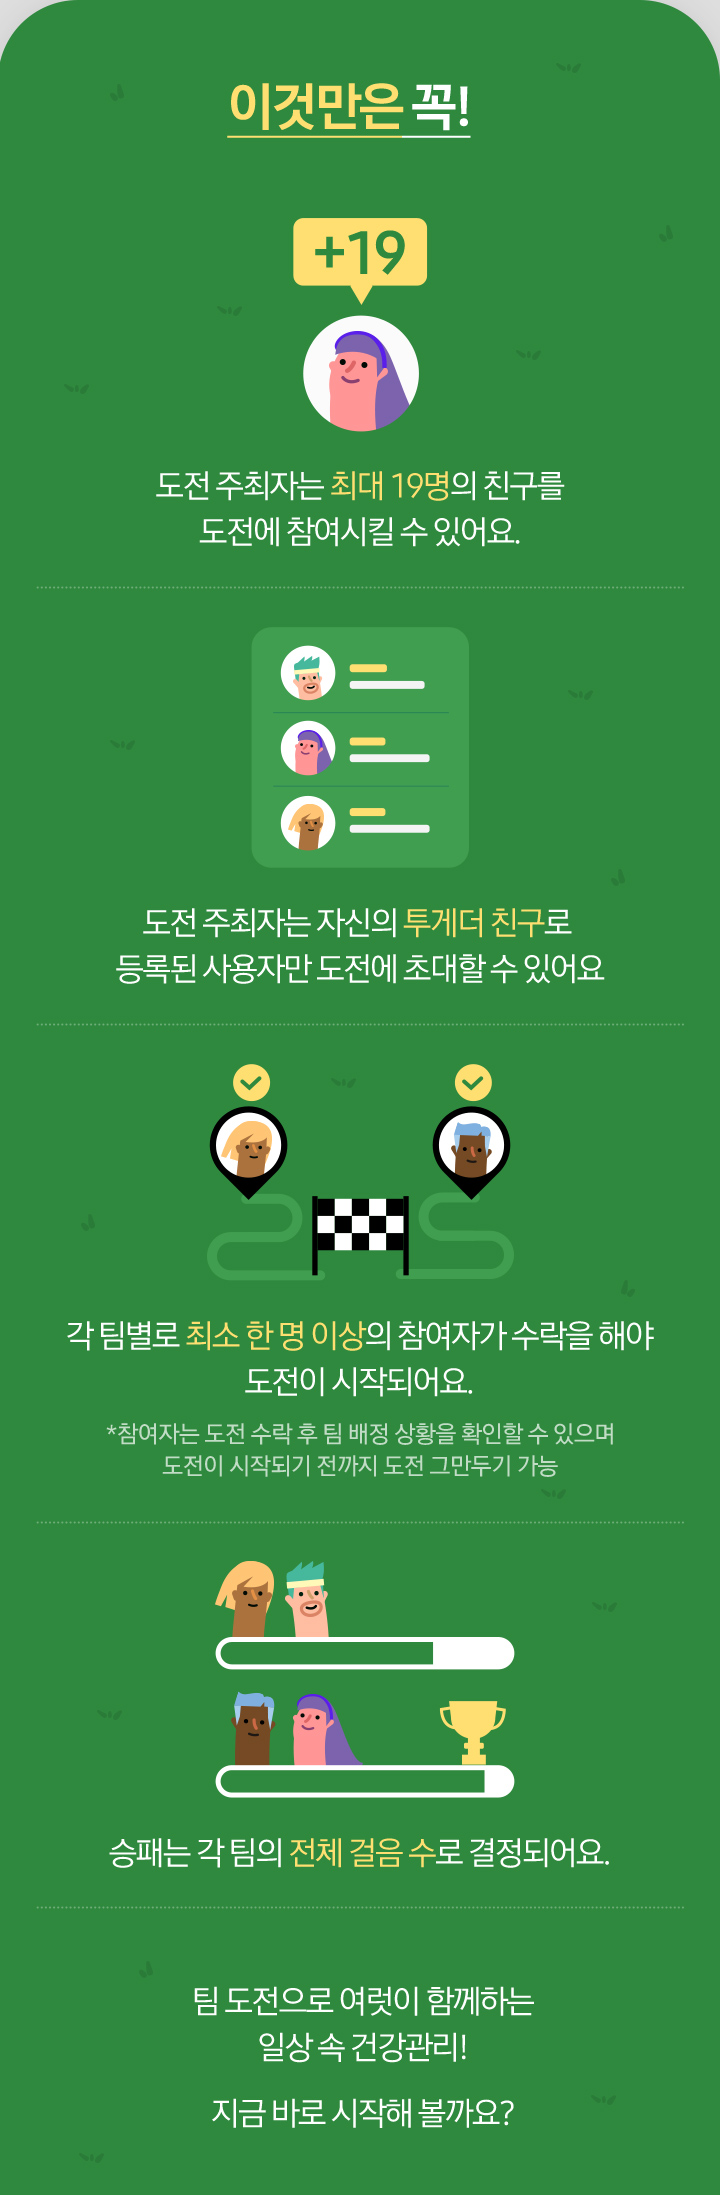 이것만은 꼭!
+19
도전 주최자는 최대 19명의 친구를
도전에 참여시킬 수 있어요.
도전 주최자는 자신의 투게더 친구로
등록된 사용자만 도전에 초대할 수 있어요
각 팀별로 최소 한 명 이상의 참여자가 수락을 해야
도전이 시작되어요.
*참여자는 도전 수락 후 팀 배정 상황을 확인할 수 있으며
도전이 시작되기 전까지 도전 그만두기 가능
승패는 각 팀의 전체 걸음 수로 결정되어요.
팀 도전으로 여럿이 함께하는
일상 속 건강관리!
지금 바로 시작해 볼까요?